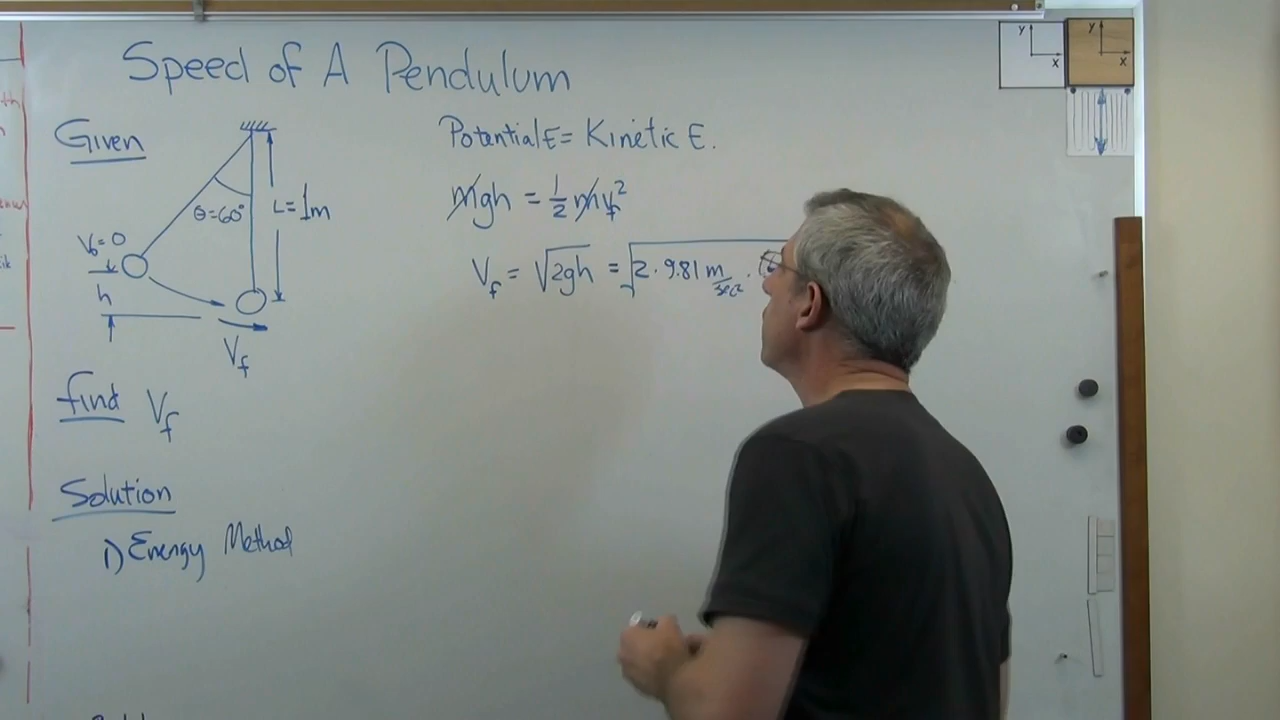 Speed of A Pendulum
Given
θ=60°
L=1m
V₀=0
h
Vf
Find Vf
Solution
1) Energy Method
Potential E = Kinetic E.
mgh = 1/2 mvf²
Vf = √2gh = √2 · 9.81 m/sec² ·
y
x
y
x